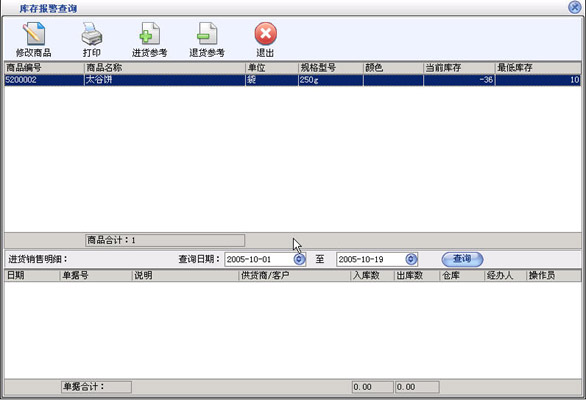 库存报警查询
修改商品 打印 进货参考 退货参考 退出
商品编号 商品名称 单位 规格型号 颜色 当前库存 最低库存
5200002 太谷饼 袋 250g -36 10
商品合计：1
进货销售明细： 查询日期： 2005-10-01 至 2005-10-19 查询
日期 单据号 说明 供货商/客户 入库数 出库数 仓库 经办人 操作员
单据合计： 0.00 0.00